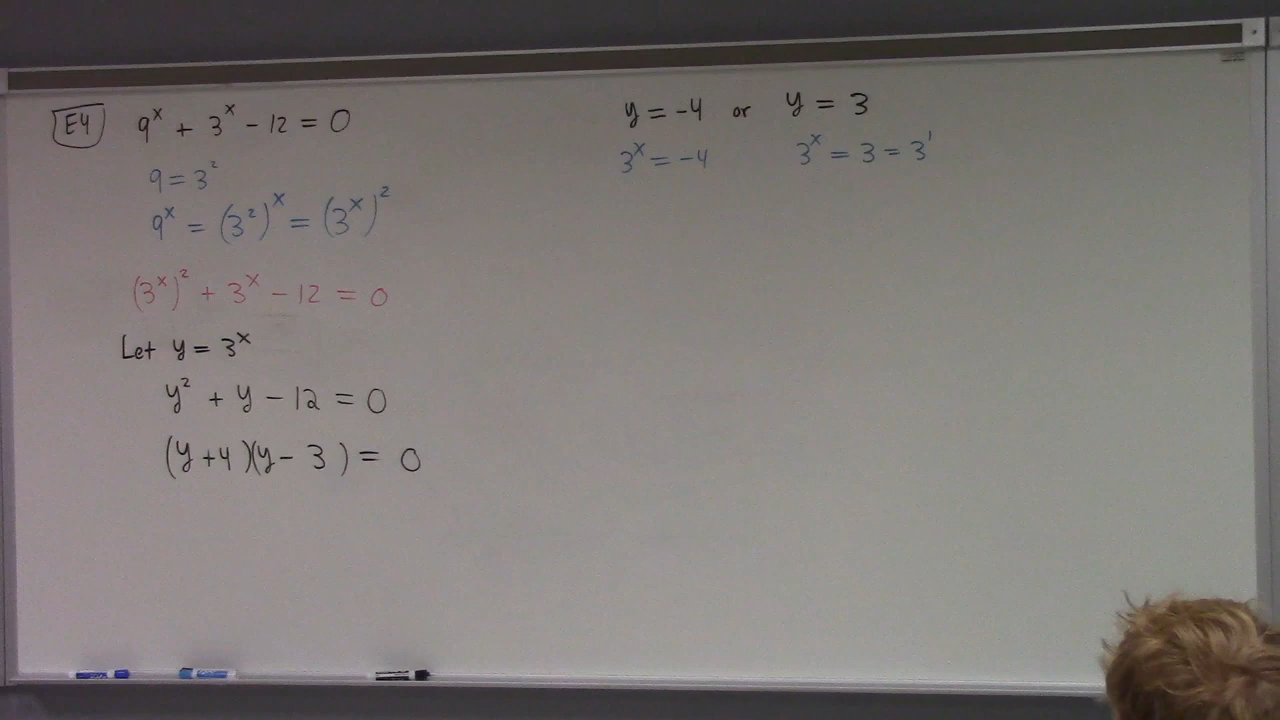 E4 9^x + 3^x - 12 = 0
9 = 3^2
9^x = (3^2)^x = (3^x)^2
(3^x)^2 + 3^x - 12 = 0
Let y = 3^x
y^2 + y - 12 = 0
(y+4)(y- 3) = 0
y = -4 or y = 3
3^x = -4 3^x = 3 = 3^1